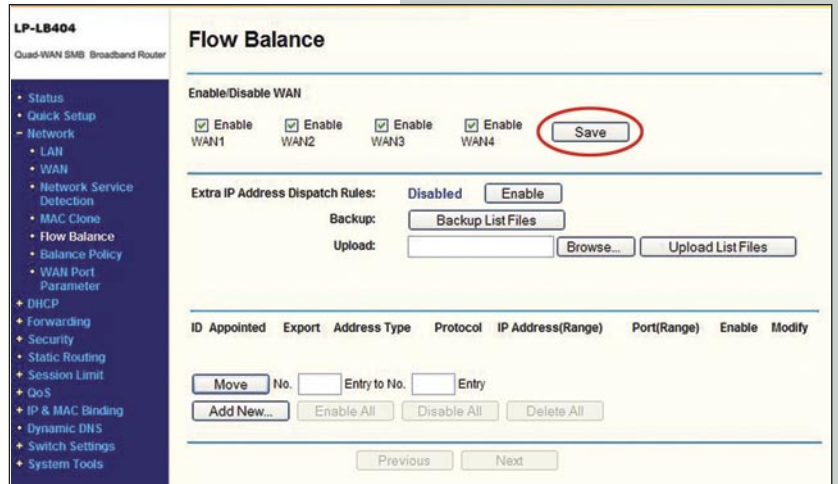 LP-LB404
Quad-WAN SMB Broadband Router
Flow Balance
• Status
• Quick Setup
- Network
• LAN
• WAN
• Network Service
Detection
• MAC Clone
• Flow Balance
• Balance Policy
• WAN Port
Parameter
+ DHCP
+ Forwarding
+ Security
• Static Routing
+ Session Limit
+ QoS
+ IP & MAC Binding
• Dynamic DNS
+ Switch Settings
+ System Tools
Enable/Disable WAN
Enable Enable Enable Enable
WAN1 WAN2 WAN3 WAN4
Save
Extra IP Address Dispatch Rules: Disabled Enable
Backup: Backup List Files
Upload: Browse... Upload List Files
ID Appointed Export Address Type Protocol IP Address(Range) Port(Range) Enable Modify
Move No. Entry to No. Entry
Add New... Enable All Disable All Delete All
Previous Next